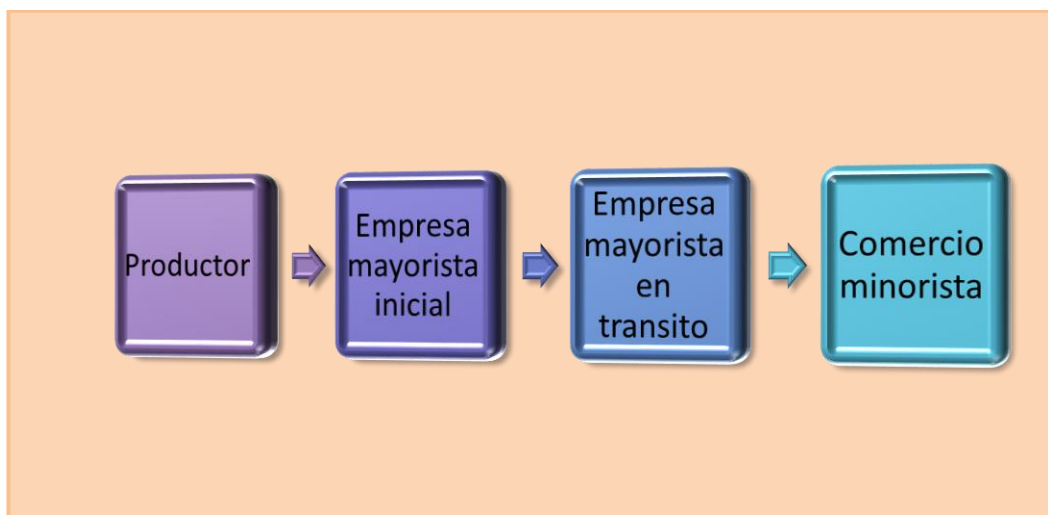 Productor
Empresa
mayorista
inicial
Empresa
mayorista
en
transito
Comercio
minorista